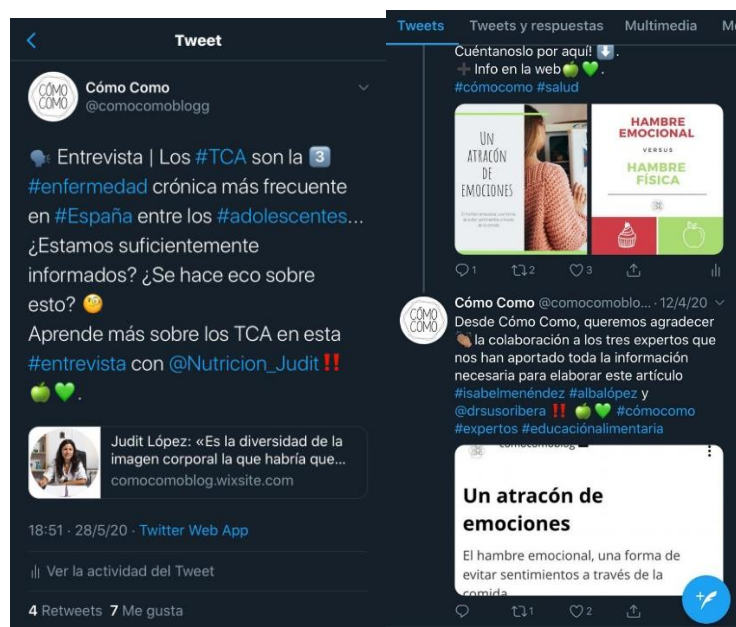 Tweet
CÓMO
COMO
Cómo Como
@comocomoblogg
🗣 Entrevista | Los #TCA son la 3️⃣
#enfermedad crónica más frecuente
en #España entre los #adolescentes...
¿Estamos suficientemente
informados? ¿Se hace eco sobre
esto? 🧐
Aprende más sobre los TCA en esta
#entrevista con @Nutricion_Judit‼️
🍏💚.
Judit López: «Es la diversidad de la
imagen corporal la que habría que...
comocomoblog.wixsite.com
18:51 · 28/5/20 · Twitter Web App
Ver la actividad del Tweet
4 Retweets 7 Me gusta
Tweets Tweets y respuestas Multimedia M
Cuéntanoslo por aquí! ⬇️.
➕ Info en la web🍏💚.
#cómocomo #salud
UN
ATRACÓN
DE
EMOCIONES
HAMBRE
EMOCIONAL
VERSUS
HAMBRE
FÍSICA
1 2 3
CÓMO
COMO
Cómo Como @comocomoblo... · 12/4/20
Desde Cómo Como, queremos agradecer
👏🏽la colaboración a los tres expertos que
nos han aportado toda la información
necesaria para elaborar este artículo
#isabelmenéndez #albalópez y
@drsusoribera ‼️ 🍏💚 #cómocomo
#expertos #educaciónalimentaria
Un atracón de
emociones
El hambre emocional, una forma de
evitar sentimientos a través de la
comida
1 2